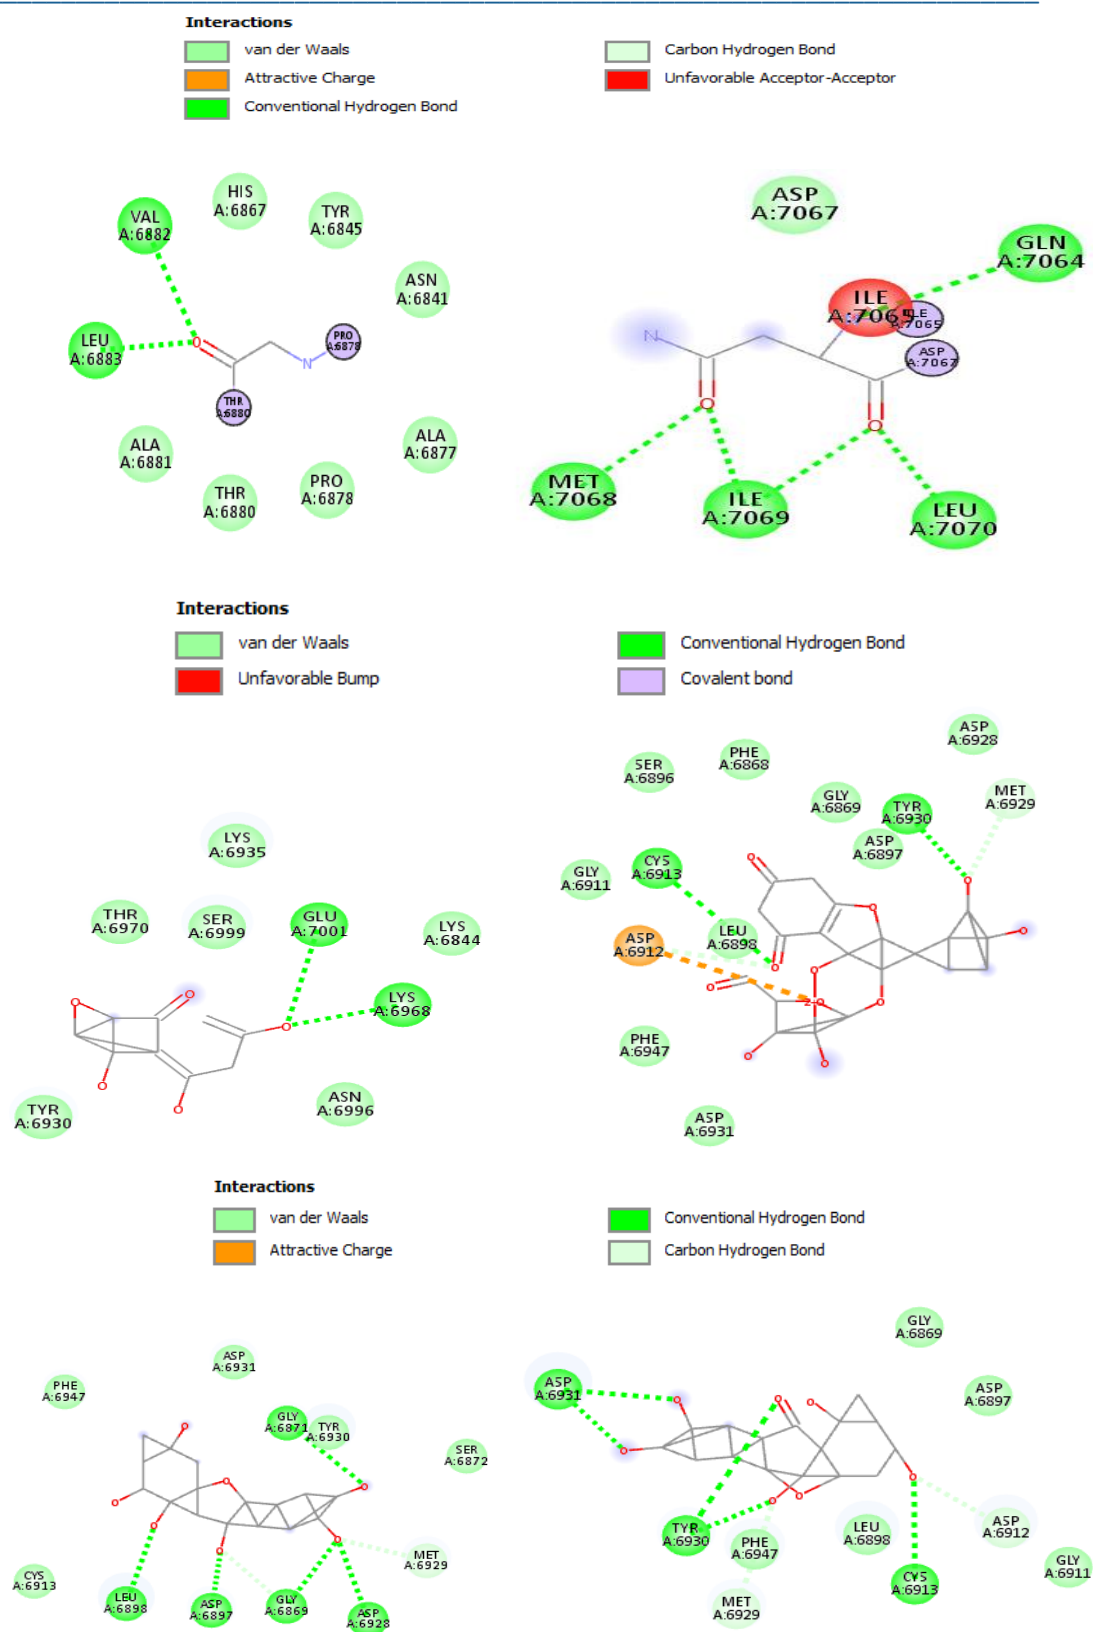 Interactions
van der Waals
Attractive Charge
Conventional Hydrogen Bond
Carbon Hydrogen Bond
Unfavorable Acceptor-Acceptor
VAL
A:6882
HIS
A:6867
TYR
A:6845
ASN
A:6841
LEU
A:6883
O
N
PRO
A:6878
THR
A:6880
ALA
A:6881
THR
A:6880
PRO
A:6878
ALA
A:6877
ASP
A:7067
GLN
A:7064
ILE
A:7065
ILE
A:7065
ASP
A:7067
N
O
O
MET
A:7068
ILE
A:7069
LEU
A:7070
Interactions
van der Waals
Unfavorable Bump
Conventional Hydrogen Bond
Covalent bond
LYS
A:6935
THR
A:6970
SER
A:6999
GLU
A:7001
LYS
A:6844
LYS
A:6968
O
O
O
O
O
TYR
A:6930
ASN
A:6996
ASP
A:6928
SER
A:6896
PHE
A:6868
GLY
A:6869
TYR
A:6930
MET
A:6929
ASP
A:6897
GLY
A:6911
CYS
A:6913
LEU
A:6898
ASP
A:6912
O
O
O
O
O
O
O
O
O
O
PHE
A:6947
ASP
A:6931
Interactions
van der Waals
Attractive Charge
Conventional Hydrogen Bond
Carbon Hydrogen Bond
PHE
A:6947
ASP
A:6931
GLY
A:6871
TYR
A:6930
SER
A:6872
O
O
O
O
O
O
O
MET
A:6929
CYS
A:6913
LEU
A:6898
ASP
A:6897
GLY
A:6869
ASP
A:6928
GLY
A:6869
ASP
A:6931
ASP
A:6897
O
O
O
O
O
O
O
TYR
A:6930
PHE
A:6947
LEU
A:6898
ASP
A:6912
GLY
A:6911
CYS
A:6913
MET
A:6929